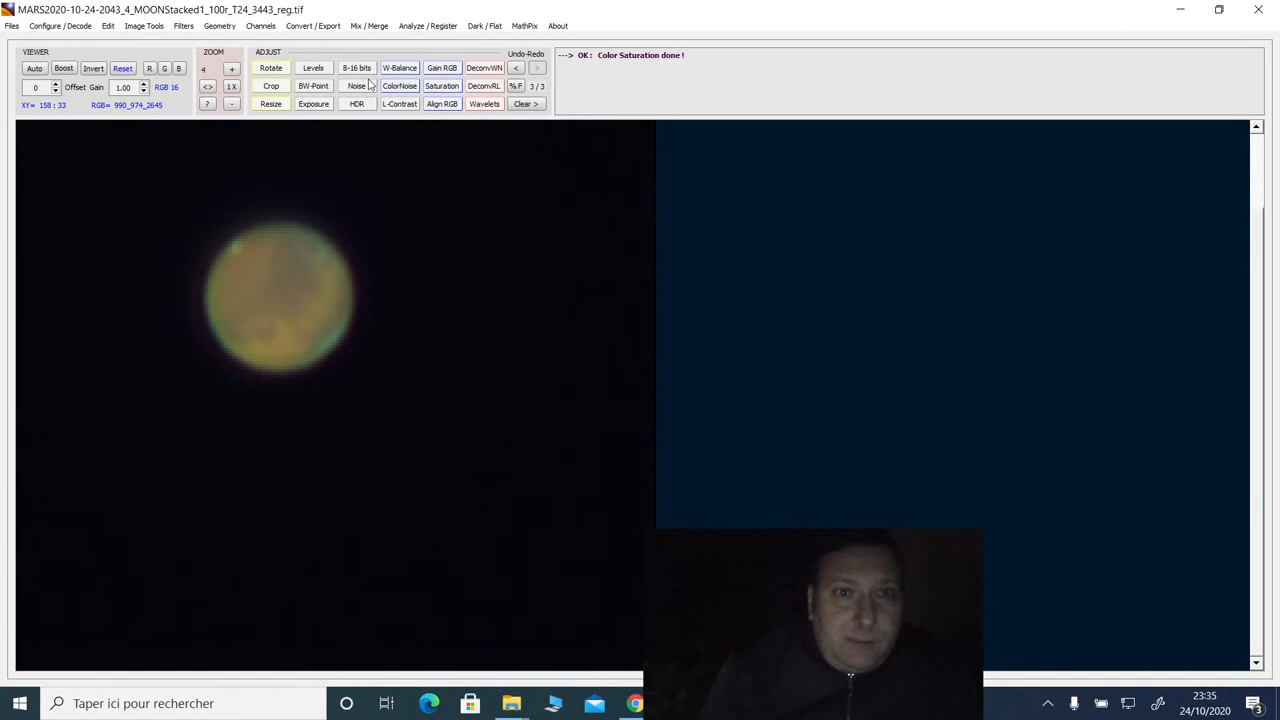 MARS2020-10-24-2043_4_MOONStacked1_100r_T24_3443_reg.tif
Files Configure / Decode Edit Image Tools Filters Geometry Channels Convert / Export Mix / Merge Analyze / Register Dark / Flat MathPix About
VIEWER ZOOM ADJUST Undo-Redo
---> OK : Color Saturation done !
Auto Boost Invert Reset R G B 4 + Rotate Levels 8-16 bits W-Balance Gain RGB DeconvWN < >
0 Offset Gain 1.00 RGB 16 <> 1 X Crop BW-Point Noise ColorNoise Saturation DeconvRL % F 3 / 3
XY= 158 : 33 RGB= 990_974_2645 ? - Resize Exposure HDR L-Contrast Align RGB Wavelets Clear >
Taper ici pour rechercher
23:35
24/10/2020
3